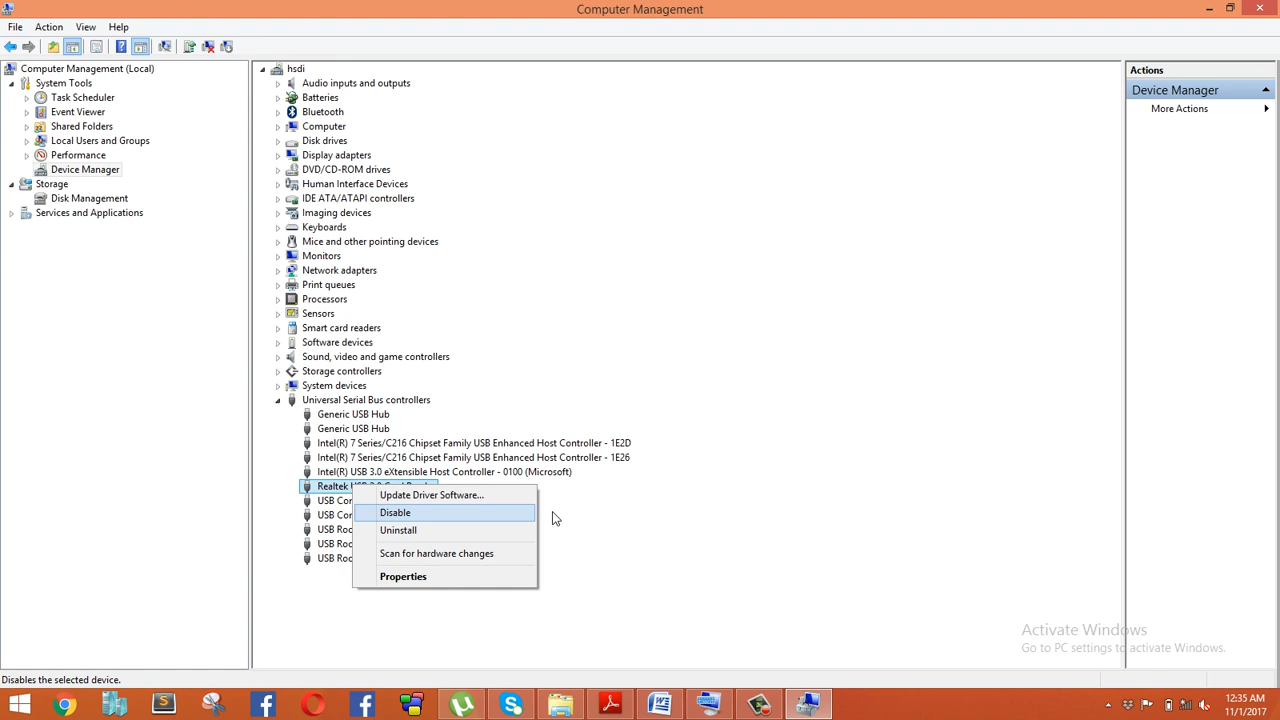 Computer Management
File Action View Help
Computer Management (Local)
System Tools
Task Scheduler
Event Viewer
Shared Folders
Local Users and Groups
Performance
Device Manager
Storage
Disk Management
Services and Applications
hsdi
Audio inputs and outputs
Batteries
Bluetooth
Computer
Disk drives
Display adapters
DVD/CD-ROM drives
Human Interface Devices
IDE ATA/ATAPI controllers
Imaging devices
Keyboards
Mice and other pointing devices
Monitors
Network adapters
Print queues
Processors
Sensors
Smart card readers
Software devices
Sound, video and game controllers
Storage controllers
System devices
Universal Serial Bus controllers
Generic USB Hub
Generic USB Hub
Intel(R) 7 Series/C216 Chipset Family USB Enhanced Host Controller - 1E2D
Intel(R) 7 Series/C216 Chipset Family USB Enhanced Host Controller - 1E26
Intel(R) USB 3.0 eXtensible Host Controller - 0100 (Microsoft)
Realtek
USB
USB
USB
USB
USB
Update Driver Software...
Disable
Uninstall
Scan for hardware changes
Properties
Actions
Device Manager
More Actions
Activate Windows
Go to PC settings to activate Windows.
Disables the selected device.
12:35 AM
11/1/2017